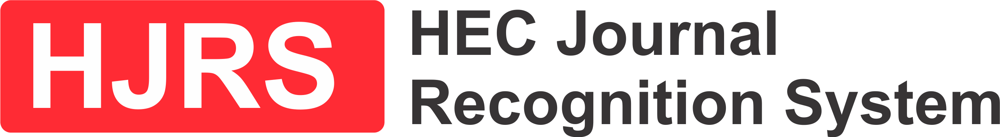 HJRS
HEC Journal
Recognition System